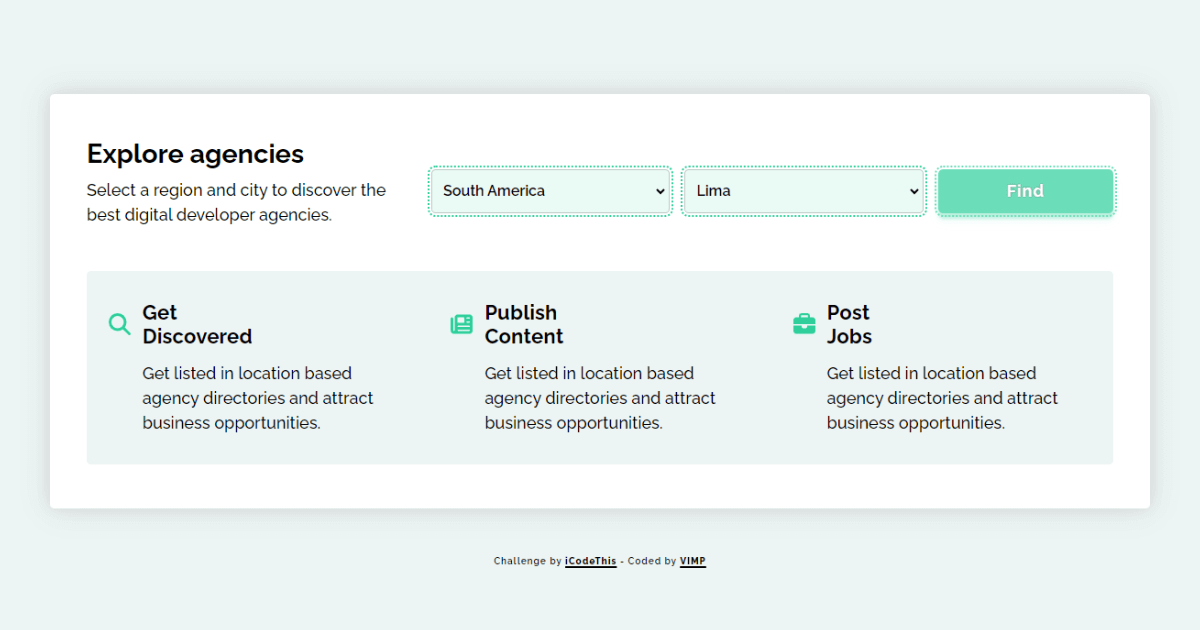 Explore agencies
Select a region and city to discover the
best digital developer agencies.
South America
Lima
Find
Get
Discovered
Get listed in location based
agency directories and attract
business opportunities.
Publish
Content
Get listed in location based
agency directories and attract
business opportunities.
Post
Jobs
Get listed in location based
agency directories and attract
business opportunities.
Challenge by iCodeThis - Coded by VIMP